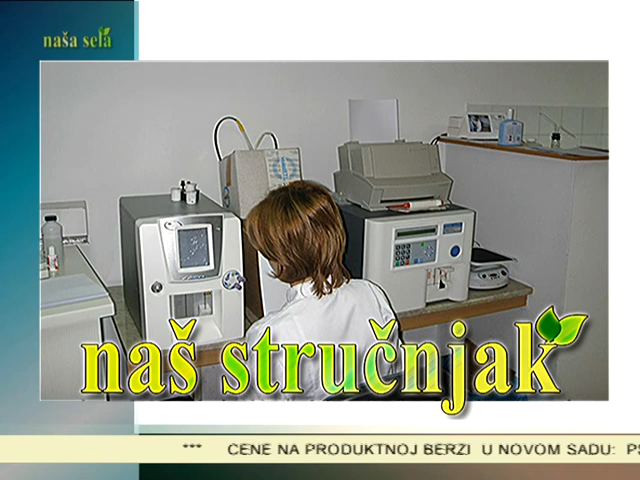 naša sela
naš stručnjak
*** CENE NA PRODUKTNOJ BERZI U NOVOM SADU: